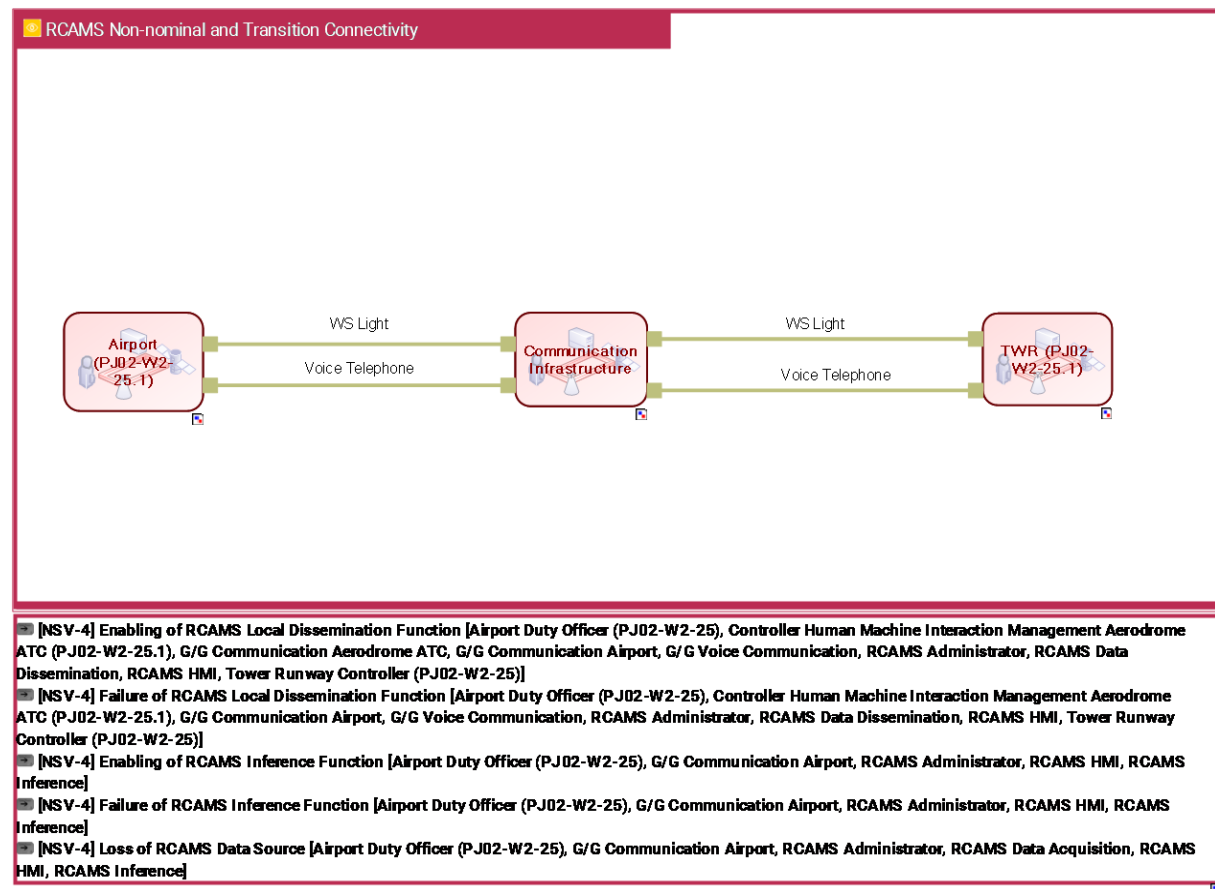 RCAMS Non-nominal and Transition Connectivity
WS Light
WS Light
Airport
(PJ02-W2-
25.1)
Communication
Infrastructure
TWR (PJ02-
W2-25.1)
Voice Telephone
Voice Telephone
[NSV-4] Enabling of RCAMS Local Dissemination Function [Airport Duty Officer (PJ02-W2-25), Controller Human Machine Interaction Management Aerodrome
ATC (PJ02-W2-25.1), G/G Communication Aerodrome ATC, G/G Communication Airport, G/G Voice Communication, RCAMS Administrator, RCAMS Data
Dissemination, RCAMS HMI, Tower Runway Controller (PJ02-W2-25)]
[NSV-4] Failure of RCAMS Local Dissemination Function [Airport Duty Officer (PJ02-W2-25), Controller Human Machine Interaction Management Aerodrome
ATC (PJ02-W2-25.1), G/G Communication Airport, G/G Voice Communication, RCAMS Administrator, RCAMS Data Dissemination, RCAMS HMI, Tower Runway
Controller (PJ02-W2-25)]
[NSV-4] Enabling of RCAMS Inference Function [Airport Duty Officer (PJ02-W2-25), G/G Communication Airport, RCAMS Administrator, RCAMS HMI, RCAMS
Inference]
[NSV-4] Failure of RCAMS Inference Function [Airport Duty Officer (PJ02-W2-25), G/G Communication Airport, RCAMS Administrator, RCAMS HMI, RCAMS
Inference]
[NSV-4] Loss of RCAMS Data Source [Airport Duty Officer (PJ02-W2-25), G/G Communication Airport, RCAMS Administrator, RCAMS Data Acquisition, RCAMS
HMI, RCAMS Inference]